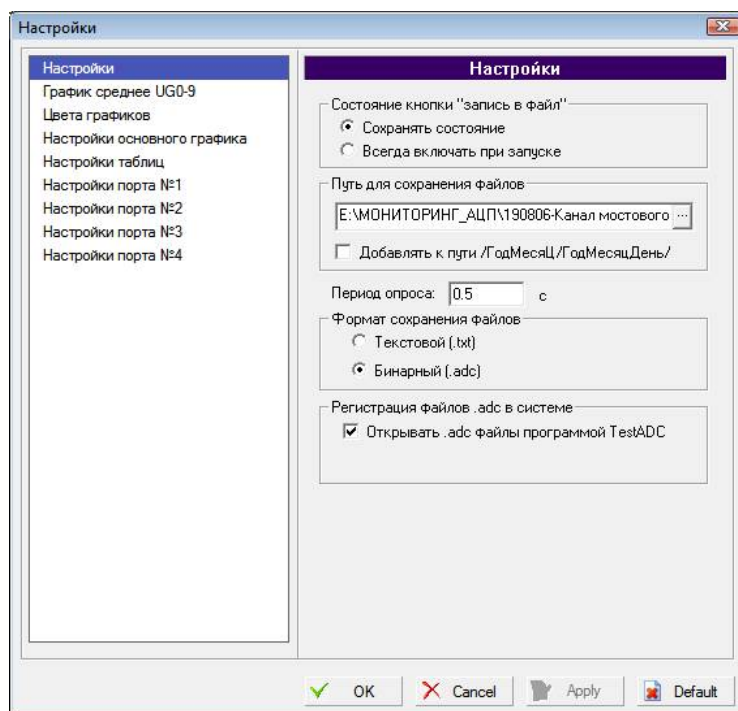 Настройки
Настройки
График среднее UG0-9
Цвета графиков
Настройки основного графика
Настройки таблиц
Настройки порта №1
Настройки порта №2
Настройки порта №3
Настройки порта №4
Настройки
Состояние кнопки "запись в файл"
Сохранять состояние
Всегда включать при запуске
Путь для сохранения файлов
E:\МОНИТОРИНГ_АЦП\190806-Канал мостового ...
Добавлять к пути /ГодМесяЦ/ГодМесяцДень/
Период опроса: 0.5 с
Формат сохранения файлов
Текстовой (.txt)
Бинарный (.adc)
Регистрация файлов .adc в системе
Открывать .adc файлы программой TestADC
OK Cancel Apply Default